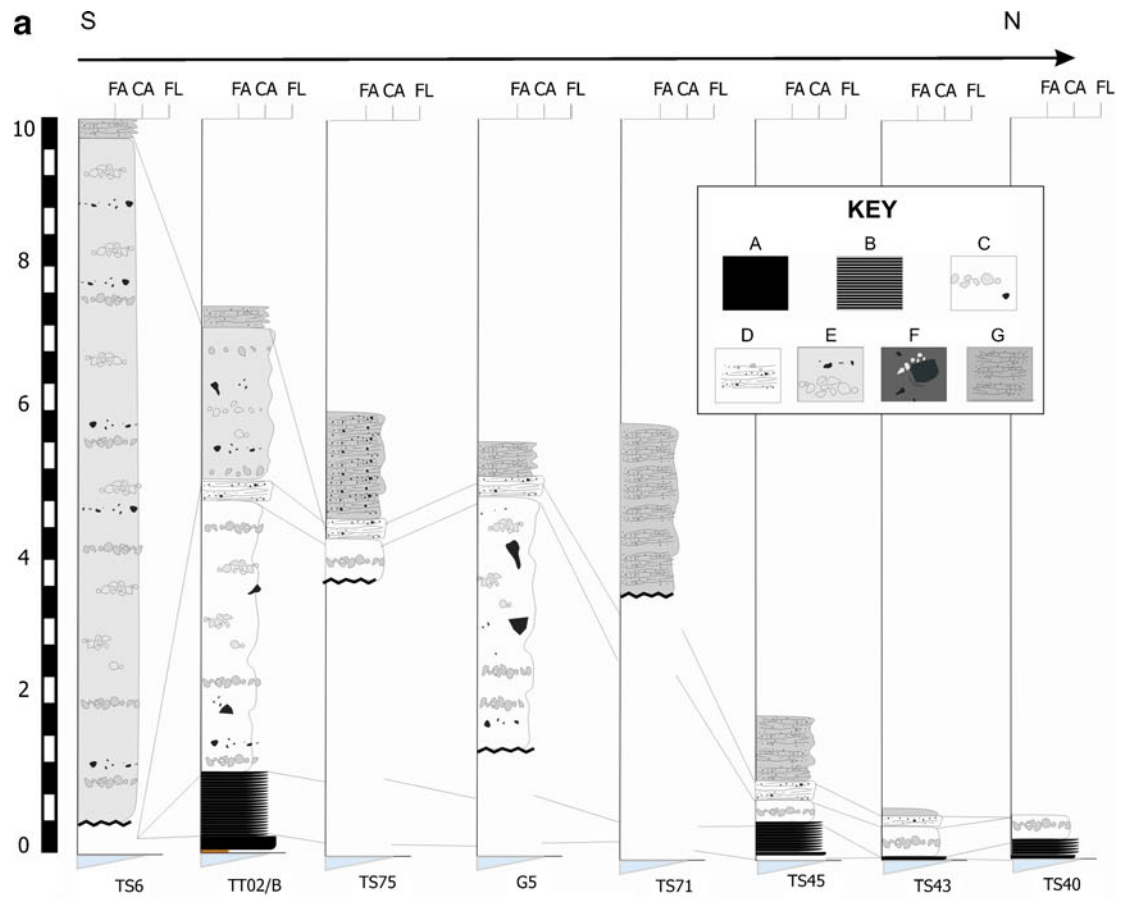 a
S N
FA CA FL FA CA FL FA CA FL FA CA FL FA CA FL FA CA FL FA CA FL FA CA FL
10
8
6
4
2
0
KEY
A B C
D E F G
TS6 TT02/B TS75 G5 TS71 TS45 TS43 TS40